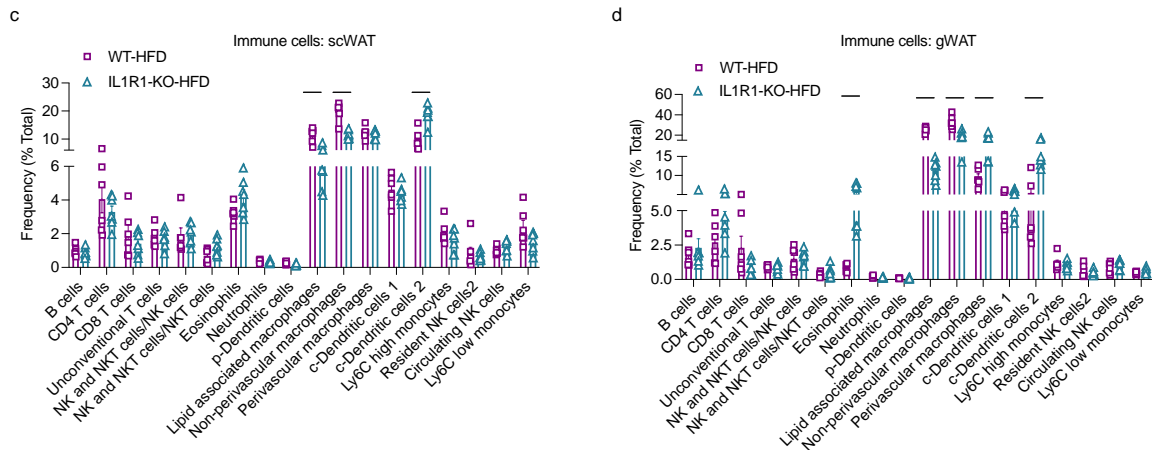 c
Immune cells: scWAT
WT-HFD
IL1R1-KO-HFD
Frequency (% Total)
30
20
10
6
4
2
0
B cells
CD4 T cells
CD8 T cells
Unconventional T cells
NK and NKT cells/NK cells
NK and NKT cells/NKT cells
Eosinophils
Neutrophils
p-Dendritic cells
Lipid associated macrophages
Non-perivascular macrophages
Perivascular macrophages
c-Dendritic cells 1
c-Dendritic cells 2
Ly6C high monocytes
Resident NK cells2
Circulating NK cells
Ly6C low monocytes
d
Immune cells: gWAT
WT-HFD
IL1R1-KO-HFD
Frequency (% Total)
60
40
20
15
10
5.0
2.5
0.0
B cells
CD4 T cells
CD8 T cells
Unconventional T cells
NK and NKT cells/NK cells
NK and NKT cells/NKT cells
Eosinophils
Neutrophils
p-Dendritic cells
Lipid associated macrophages
Non-perivascular macrophages
Perivascular macrophages
c-Dendritic cells 1
c-Dendritic cells 2
Ly6C high monocytes
Resident NK cells2
Circulating NK cells
Ly6C low monocytes